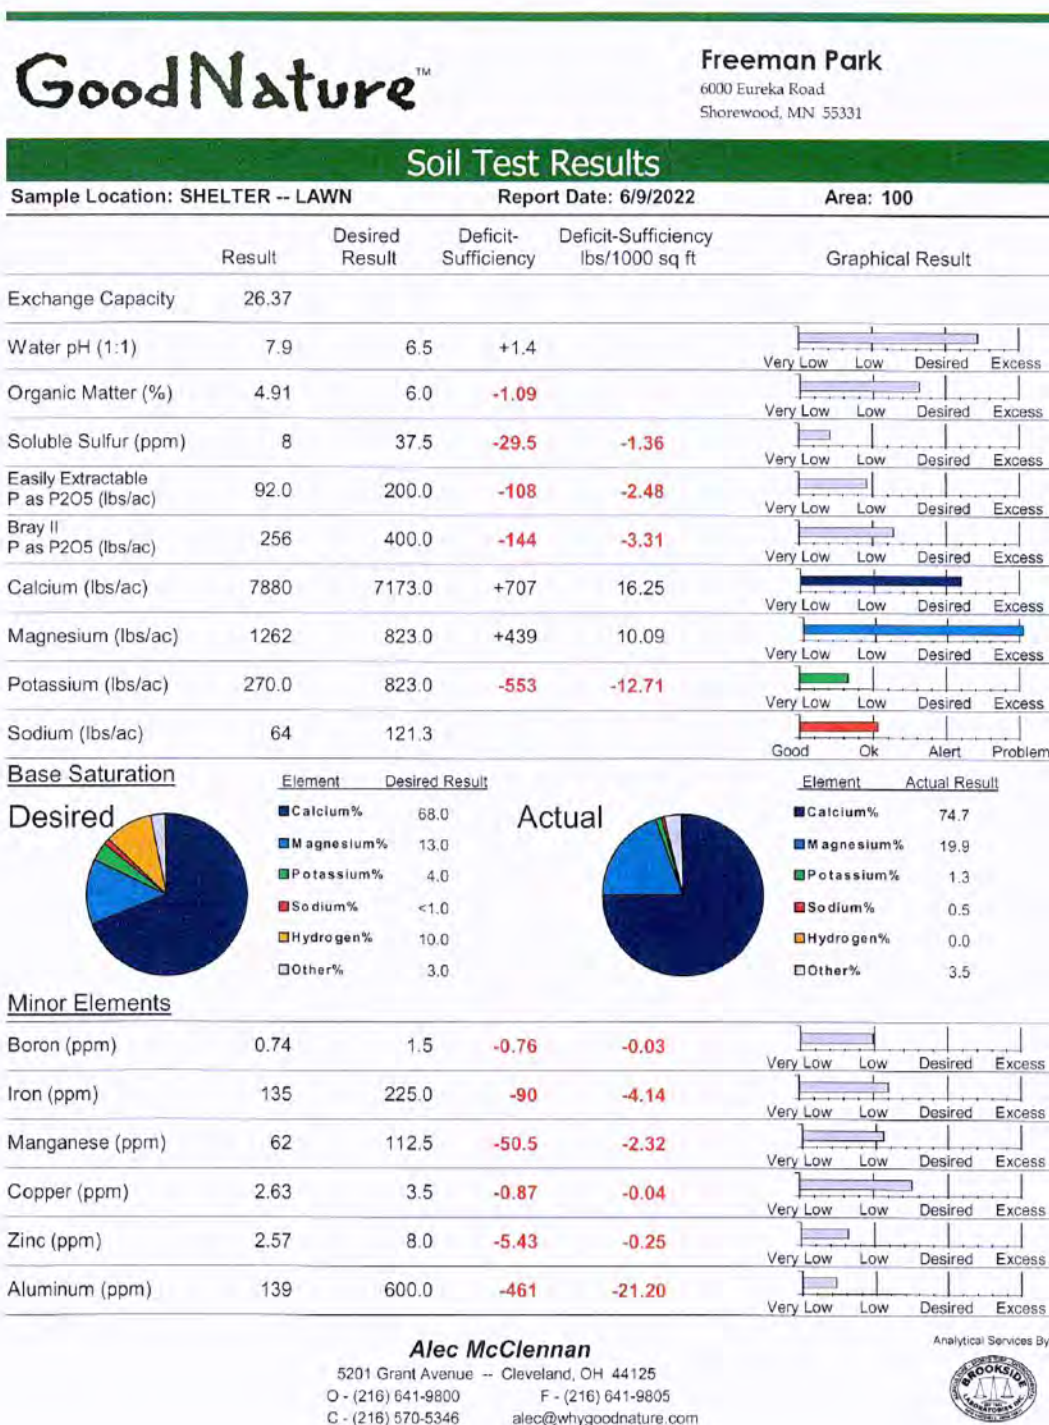 GoodNature™
Freeman Park
6000 Eureka Road
Shorewood, MN 55331
Soil Test Results
Sample Location: SHELTER -- LAWN Report Date: 6/9/2022 Area: 100
Result Desired Result Deficit-Sufficiency Deficit-Sufficiency lbs/1000 sq ft Graphical Result
Exchange Capacity 26.37
Water pH (1:1) 7.9 6.5 +1.4
Very Low Low Desired Excess
Organic Matter (%) 4.91 6.0 -1.09
Very Low Low Desired Excess
Soluble Sulfur (ppm) 8 37.5 -29.5 -1.36
Very Low Low Desired Excess
Easily Extractable
P as P2O5 (lbs/ac) 92.0 200.0 -108 -2.48
Very Low Low Desired Excess
Bray II
P as P2O5 (lbs/ac) 256 400.0 -144 -3.31
Very Low Low Desired Excess
Calcium (lbs/ac) 7880 7173.0 +707 16.25
Very Low Low Desired Excess
Magnesium (lbs/ac) 1262 823.0 +439 10.09
Very Low Low Desired Excess
Potassium (lbs/ac) 270.0 823.0 -553 -12.71
Very Low Low Desired Excess
Sodium (lbs/ac) 64 121.3
Good Ok Alert Problem
Base Saturation
Desired
Element Desired Result
Calcium% 68.0
Magnesium% 13.0
Potassium% 4.0
Sodium% <1.0
Hydrogen% 10.0
Other% 3.0
Actual
Element Actual Result
Calcium% 74.7
Magnesium% 19.9
Potassium% 1.3
Sodium% 0.5
Hydrogen% 0.0
Other% 3.5
Minor Elements
Boron (ppm) 0.74 1.5 -0.76 -0.03
Very Low Low Desired Excess
Iron (ppm) 135 225.0 -90 -4.14
Very Low Low Desired Excess
Manganese (ppm) 62 112.5 -50.5 -2.32
Very Low Low Desired Excess
Copper (ppm) 2.63 3.5 -0.87 -0.04
Very Low Low Desired Excess
Zinc (ppm) 2.57 8.0 -5.43 -0.25
Very Low Low Desired Excess
Aluminum (ppm) 139 600.0 -461 -21.20
Very Low Low Desired Excess
Alec McClennan
5201 Grant Avenue -- Cleveland, OH 44125
O - (216) 641-9800 F - (216) 641-9805
C - (216) 570-5346 alec@whygoodnature.com
Analytical Services By
BROOKSIDE
LABORATORIES INC.